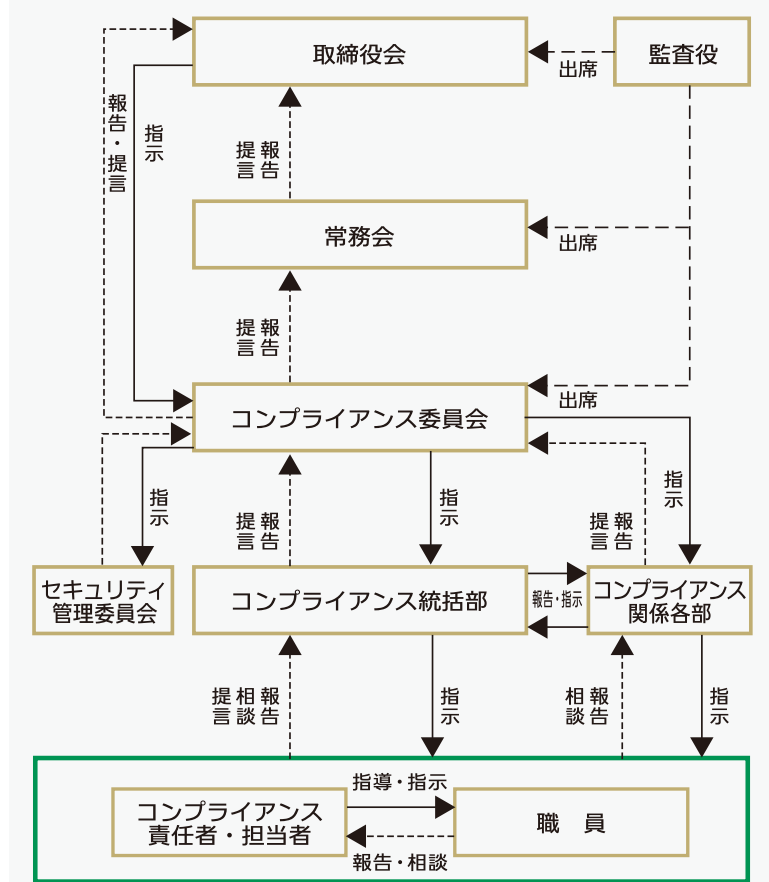 取締役会
監査役
出席
報告・提言
指示
報告
提言
常務会
出席
報告
提言
出席
コンプライアンス委員会
指示
報告
提言
指示
報告
提言
指示
セキュリティ
管理委員会
コンプライアンス統括部
報告・指示
コンプライアンス
関係各部
報告
相談
提言
指示
報告
相談
指示
コンプライアンス
責任者・担当者
指導・指示
報告・相談
職　員